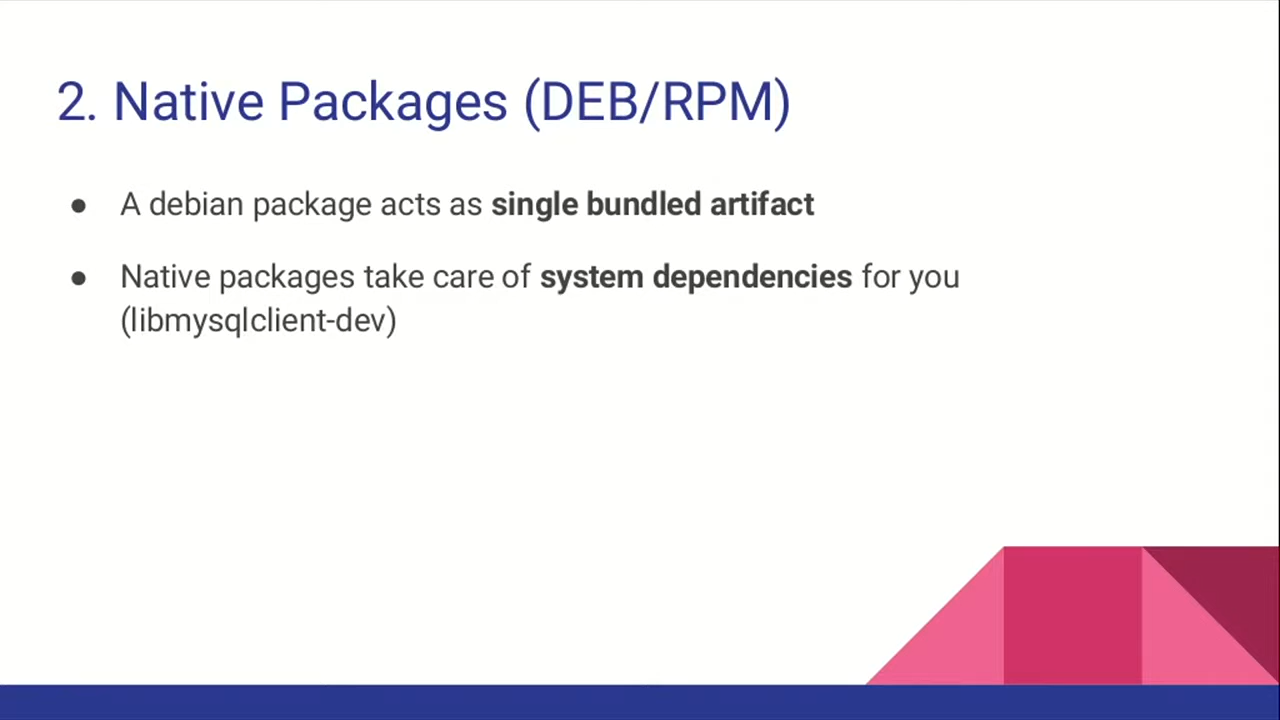 2. Native Packages (DEB/RPM)
● A debian package acts as single bundled artifact
● Native packages take care of system dependencies for you
(libmysqlclient-dev)